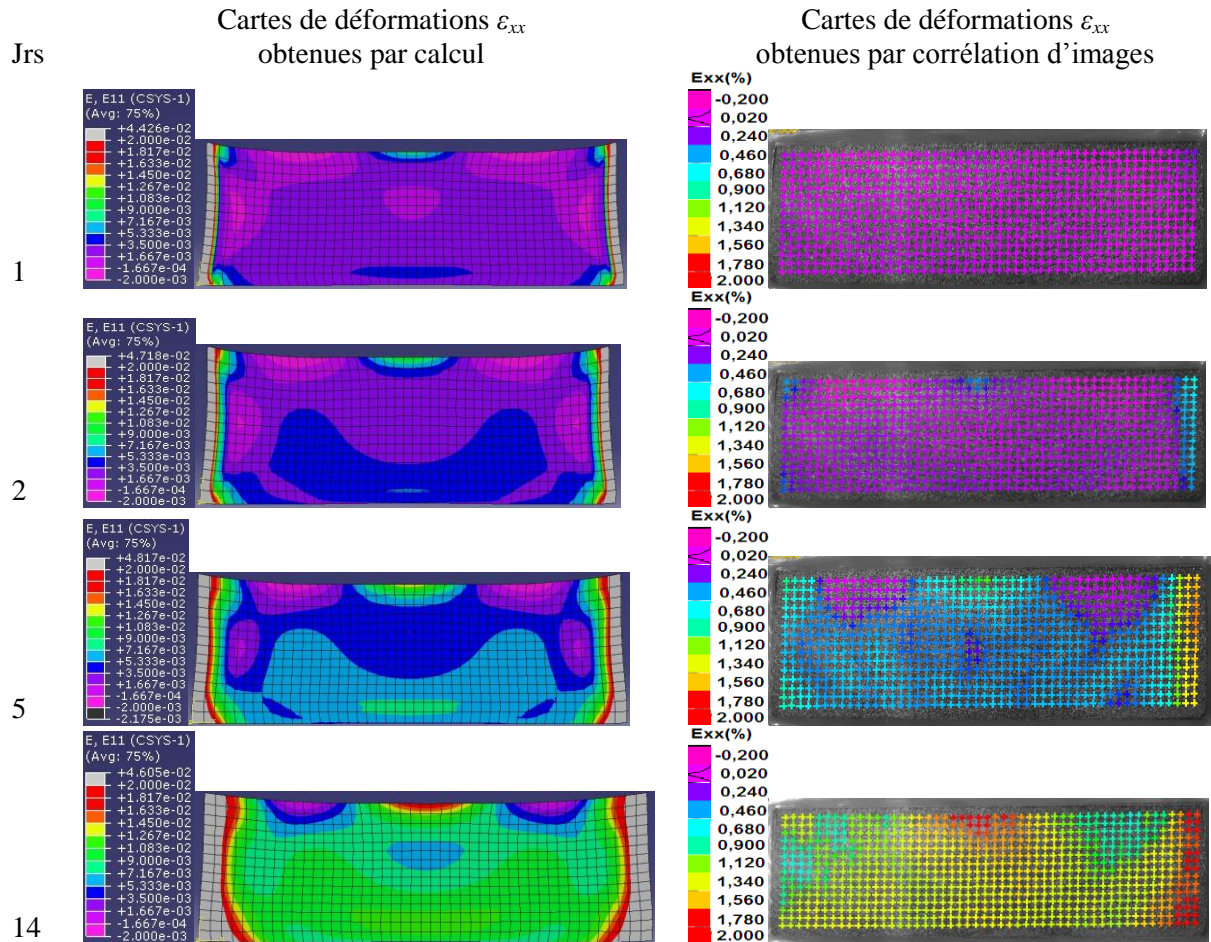 Jrs
Cartes de déformations εxx
obtenues par calcul
Cartes de déformations εxx
obtenues par corrélation d’images
1
E, E11 (CSYS-1)
(Avg: 75%)
+4.426e-02
+2.000e-02
+1.817e-02
+1.633e-02
+1.450e-02
+1.267e-02
+1.083e-02
+9.000e-03
+7.167e-03
+5.333e-03
+3.500e-03
+1.667e-03
-1.667e-04
-2.000e-03
Exx(%)
-0,200
0,020
0,240
0,460
0,680
0,900
1,120
1,340
1,560
1,780
2.000
2
E, E11 (CSYS-1)
(Avg: 75%)
+4.718e-02
+2.000e-02
+1.817e-02
+1.633e-02
+1.450e-02
+1.267e-02
+1.083e-02
+9.000e-03
+7.167e-03
+5.333e-03
+3.500e-03
+1.667e-03
-1.667e-04
-2.000e-03
Exx(%)
-0,200
0,020
0,240
0,460
0,680
0,900
1,120
1,340
1,560
1,780
2.000
5
E, E11 (CSYS-1)
(Avg: 75%)
+4.817e-02
+2.000e-02
+1.817e-02
+1.633e-02
+1.450e-02
+1.267e-02
+1.083e-02
+9.000e-03
+7.167e-03
+5.333e-03
+3.500e-03
+1.667e-03
-1.667e-04
-2.000e-03
-2.175e-03
Exx(%)
-0,200
0,020
0,240
0,460
0,680
0,900
1,120
1,340
1,560
1,780
2.000
14
E, E11 (CSYS-1)
(Avg: 75%)
+4.605e-02
+2.000e-02
+1.817e-02
+1.633e-02
+1.450e-02
+1.267e-02
+1.083e-02
+9.000e-03
+7.167e-03
+5.333e-03
+3.500e-03
+1.667e-03
-1.667e-04
-2.000e-03
Exx(%)
-0,200
0,020
0,240
0,460
0,680
0,900
1,120
1,340
1,560
1,780
2.000